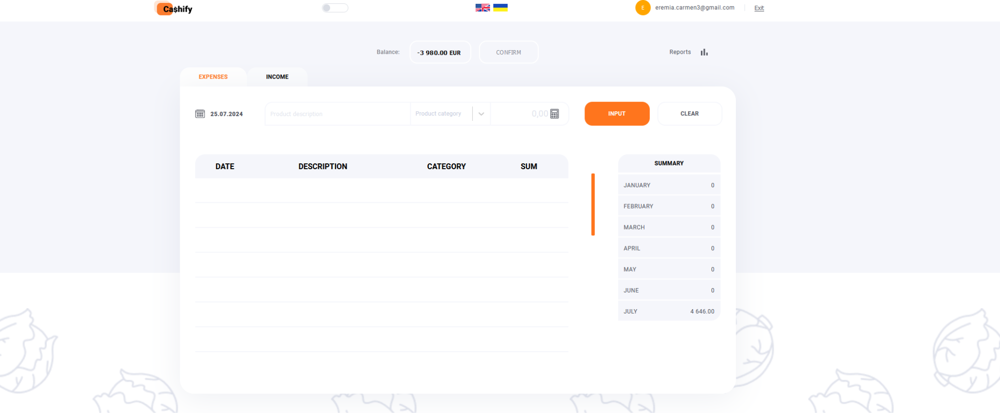 Ca$hify
E eremia.carmen3@gmail.com Exit
Balance: -3 980.00 EUR CONFIRM Reports
EXPENSES INCOME
25.07.2024 Product description Product category 0,00 INPUT CLEAR
DATE DESCRIPTION CATEGORY SUM
SUMMARY
JANUARY 0
FEBRUARY 0
MARCH 0
APRIL 0
MAY 0
JUNE 0
JULY 4 646.00